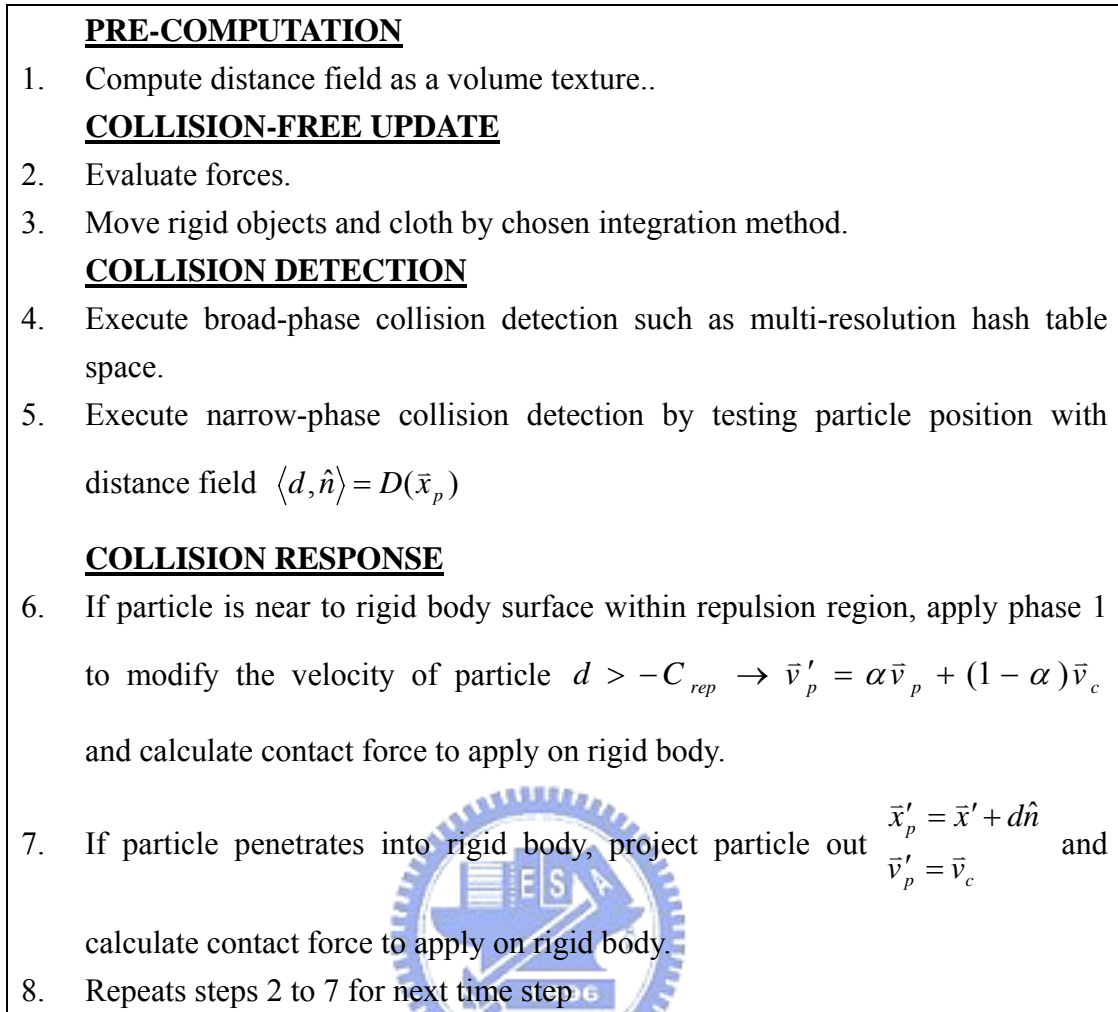 PRE-COMPUTATION
1. Compute distance field as a volume texture..
COLLISION-FREE UPDATE
2. Evaluate forces.
3. Move rigid objects and cloth by chosen integration method.
COLLISION DETECTION
4. Execute broad-phase collision detection such as multi-resolution hash table
space.
5. Execute narrow-phase collision detection by testing particle position with
distance field ⟨d, n̂⟩ = D(x̄_p)
COLLISION RESPONSE
6. If particle is near to rigid body surface within repulsion region, apply phase 1
to modify the velocity of particle d > −C_rep → v̄′_p = αv̄_p + (1 − α)v̄_c
and calculate contact force to apply on rigid body.
7. If particle penetrates into rigid body, project particle out x̄′_p = x̄′ + dn̂ v̄′_p = v̄_c and
calculate contact force to apply on rigid body.
8. Repeats steps 2 to 7 for next time step
E S A
96